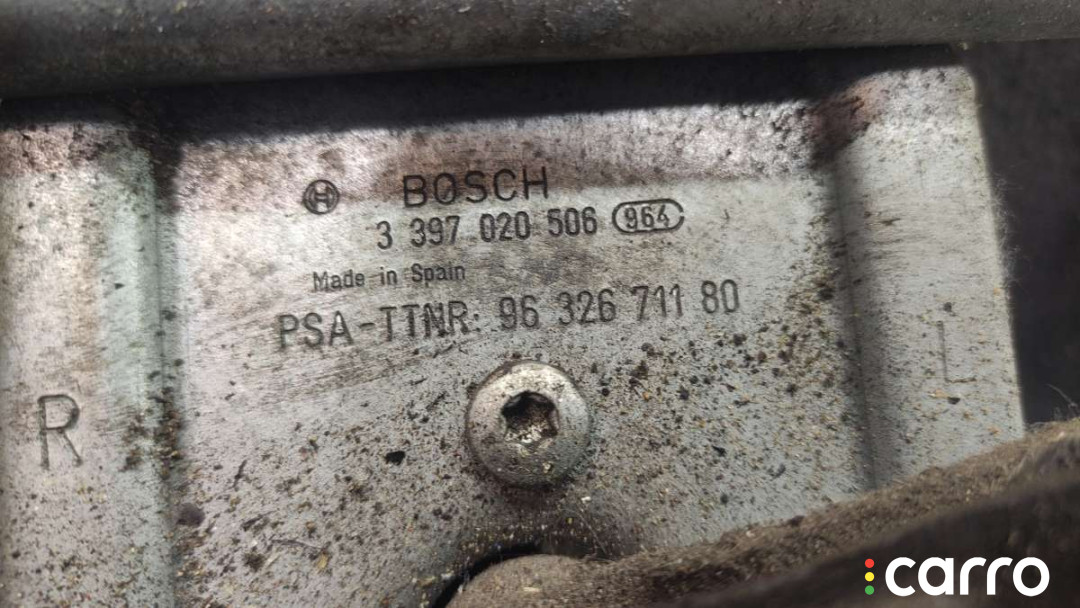 BOSCH
3 397 020 506 964
Made in Spain
PSA-TTNR: 96 326 711 80
R
L
carro